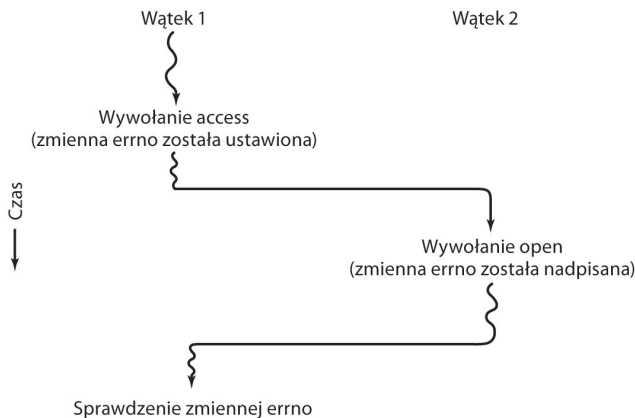 Wątek 1
Wątek 2
Wywołanie access
(zmienna errno została ustawiona)
Czas
Wywołanie open
(zmienna errno została nadpisana)
Sprawdzenie zmiennej errno